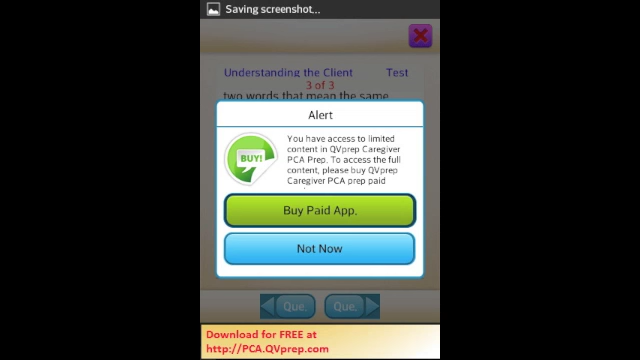 Saving screenshot...
Understanding the Client Test
3 of 3
two words that mean the same
Alert
You have access to limited
content in QVprep Caregiver
PCA Prep. To access the full
content, please buy QVprep
Caregiver PCA prep paid
BUY!
Buy Paid App.
Not Now
Que. Que.
Download for FREE at
http://PCA.QVprep.com